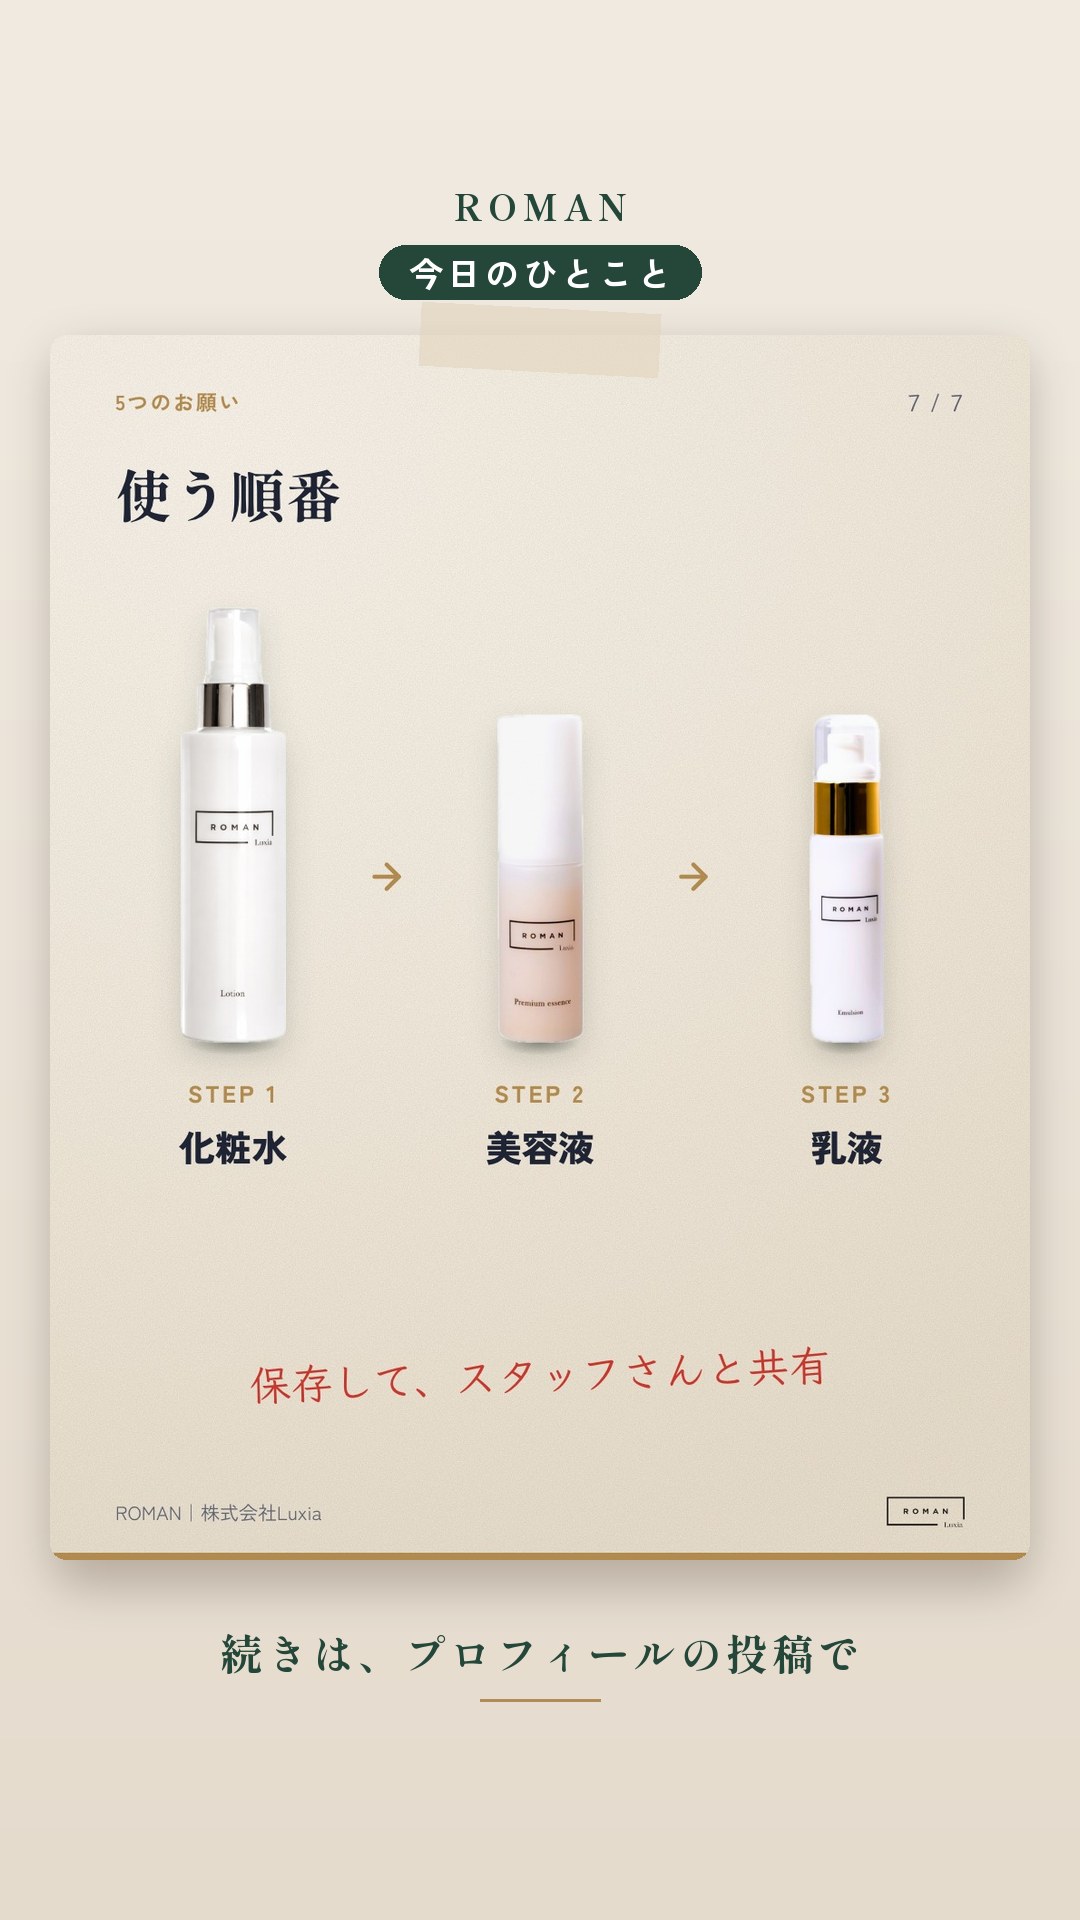 ROMAN
今日のひとこと
5つのお願い
7 / 7
使う順番
ROMAN
Luxia
Lotion
ROMAN
Luxia
Premium essence
ROMAN
Luxia
Emulsion
STEP 1
化粧水
STEP 2
美容液
STEP 3
乳液
保存して、スタッフさんと共有
ROMAN｜株式会社Luxia
ROMAN
Luxia
続きは、プロフィールの投稿で